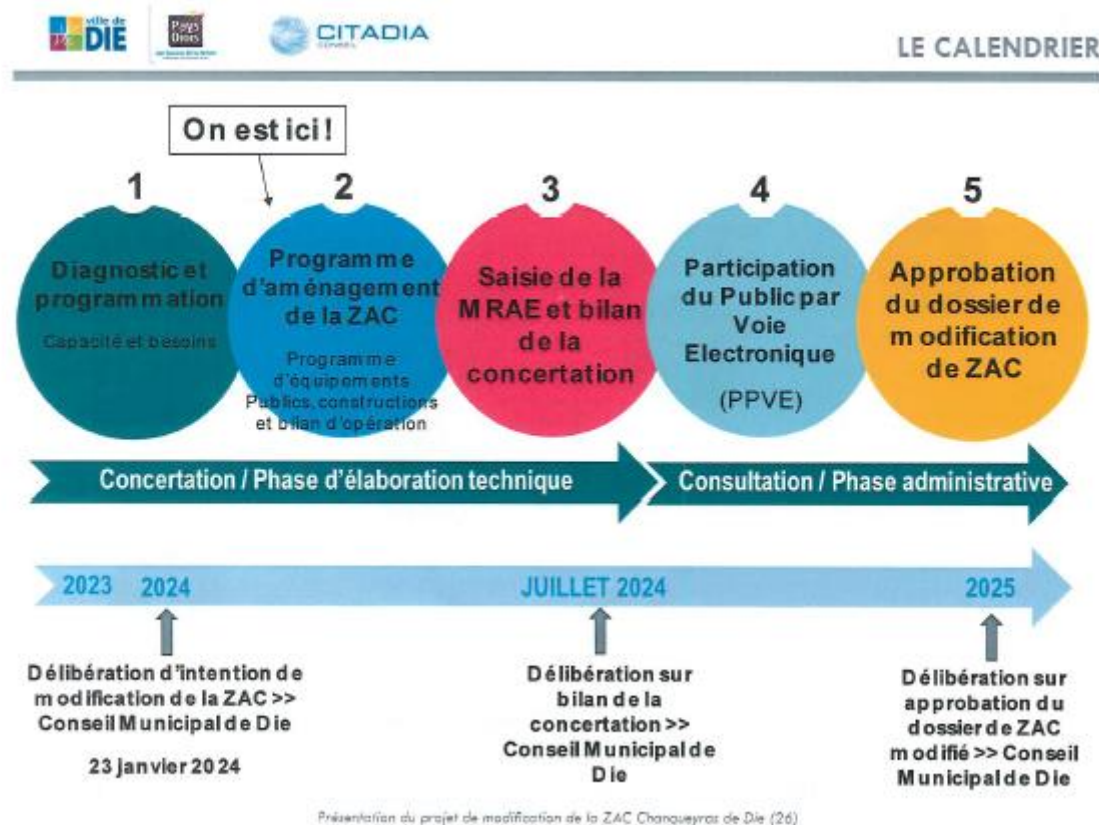 ville de
DIE
Pays
Diois
CITADIA
CONSEIL
LE CALENDRIER
On est ici !
1
2
3
4
5
Diagnostic et
programmation
Capacité et besoins
Programme
d'aménagement
de la ZAC
Programme
d'équipements
Publics, constructions
et bilan d'opération
Saisie de la
MRAE et bilan
de la
concertation
Participation
du Public par
Voie
Electronique
(PPVE)
Approbation
du dossier de
modification
de ZAC
Concertation / Phase d'élaboration technique
Consultation / Phase administrative
2023 2024
JUILLET 2024
2025
Délibération d'intention de
modification de la ZAC >>
Conseil Municipal de Die
23 janvier 2024
Délibération sur
bilan de la
concertation >>
Conseil Municipal de
Die
Délibération sur
approbation du
dossier de ZAC
modifié >> Conseil
Municipal de Die
Présentation du projet de modification de la ZAC Chanqueyras de Die (26)